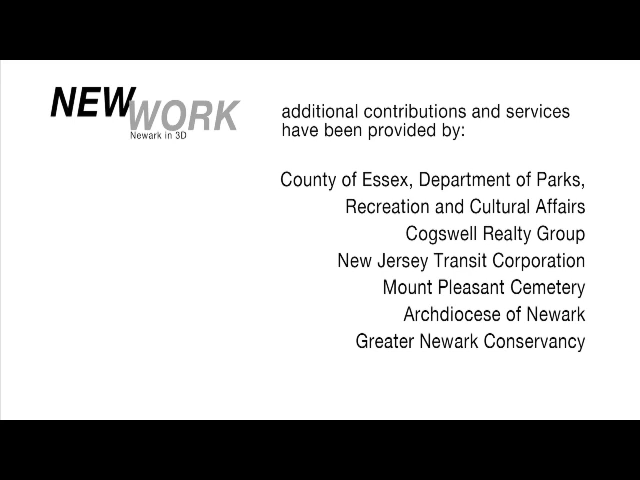 NEW
WORK
Newark in 3D
additional contributions and services
have been provided by:
County of Essex, Department of Parks,
Recreation and Cultural Affairs
Cogswell Realty Group
New Jersey Transit Corporation
Mount Pleasant Cemetery
Archdiocese of Newark
Greater Newark Conservancy